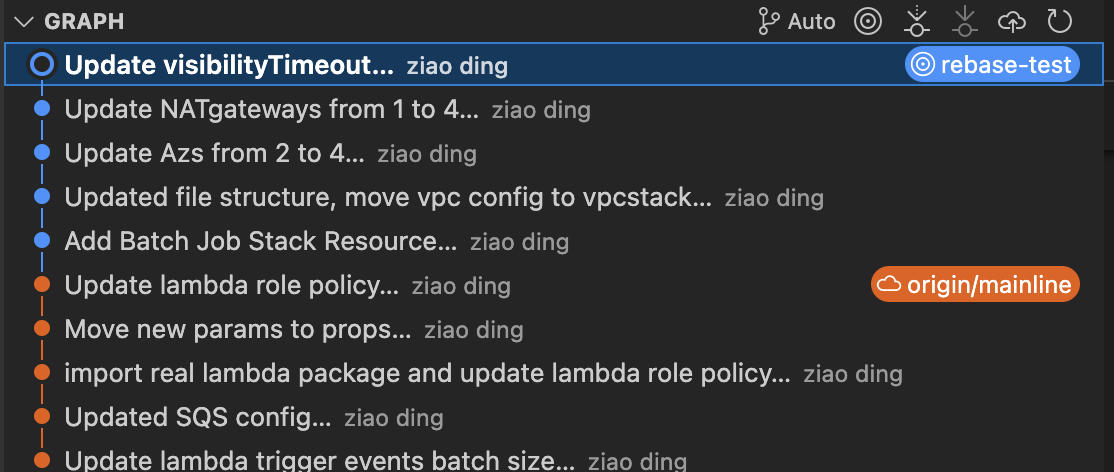 GRAPH Auto
Update visibilityTimeout... ziao ding rebase-test
Update NATgateways from 1 to 4... ziao ding
Update Azs from 2 to 4... ziao ding
Updated file structure, move vpc config to vpcstack... ziao ding
Add Batch Job Stack Resource... ziao ding
Update lambda role policy... ziao ding origin/mainline
Move new params to props... ziao ding
import real lambda package and update lambda role policy... ziao ding
Updated SQS config... ziao ding
Update lambda trigger events batch size... ziao ding